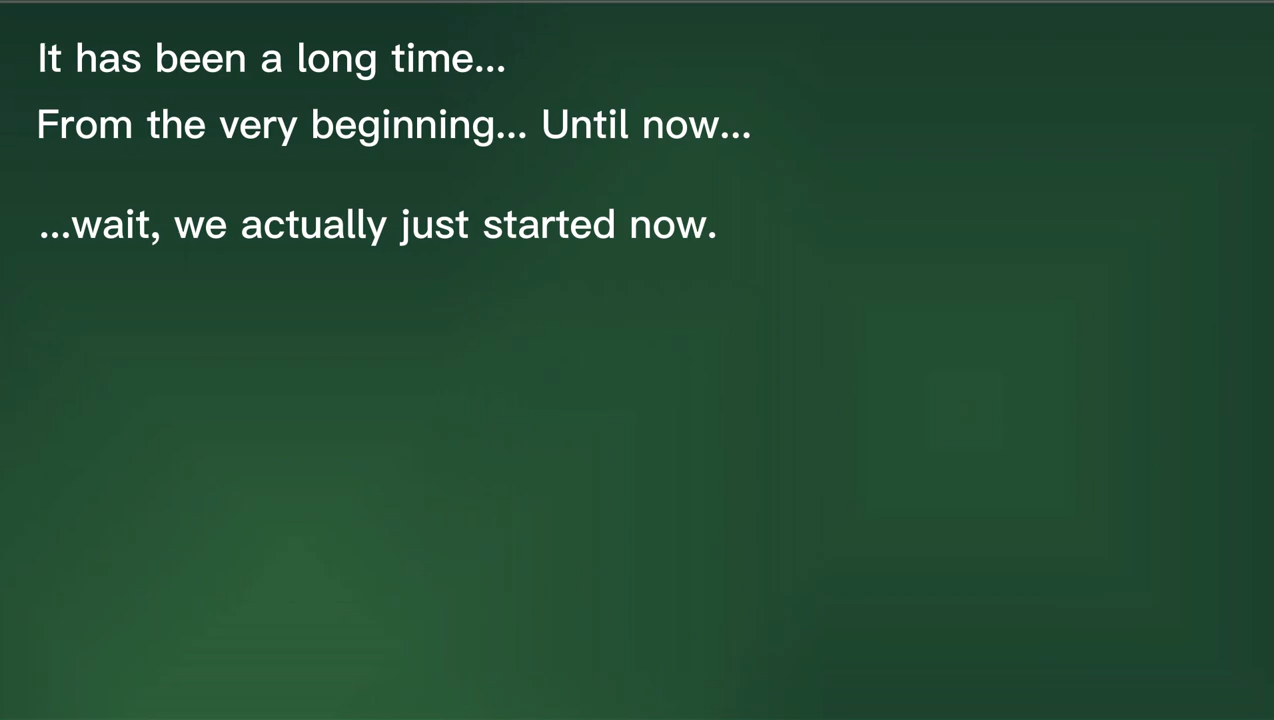 It has been a long time...
From the very beginning... Until now...
...wait, we actually just started now.